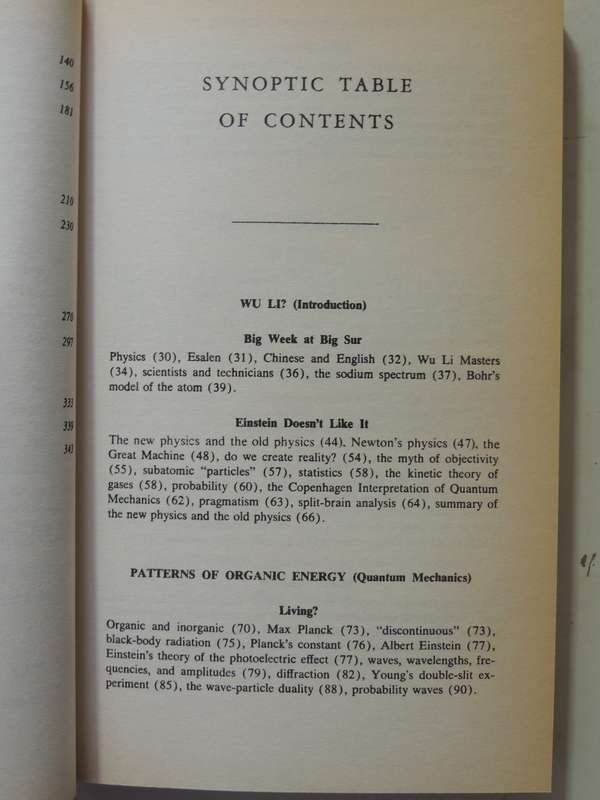 140
156
181
210
230
270
297
333
339
343
SYNOPTIC TABLE
OF CONTENTS
WU LI? (Introduction)
Big Week at Big Sur
Physics (30), Esalen (31), Chinese and English (32), Wu Li Masters
(34), scientists and technicians (36), the sodium spectrum (37), Bohr's
model of the atom (39).
Einstein Doesn't Like It
The new physics and the old physics (44), Newton's physics (47), the
Great Machine (48), do we create reality? (54), the myth of objectivity
(55), subatomic "particles" (57), statistics (58), the kinetic theory of
gases (58), probability (60), the Copenhagen Interpretation of Quantum
Mechanics (62), pragmatism (63), split-brain analysis (64), summary of
the new physics and the old physics (66).
PATTERNS OF ORGANIC ENERGY (Quantum Mechanics)
Living?
Organic and inorganic (70), Max Planck (73), "discontinuous" (73),
black-body radiation (75), Planck's constant (76), Albert Einstein (77),
Einstein's theory of the photoelectric effect (77), waves, wavelengths, fre-
quencies, and amplitudes (79), diffraction (82), Young's double-slit ex-
periment (85), the wave-particle duality (88), probability waves (90).